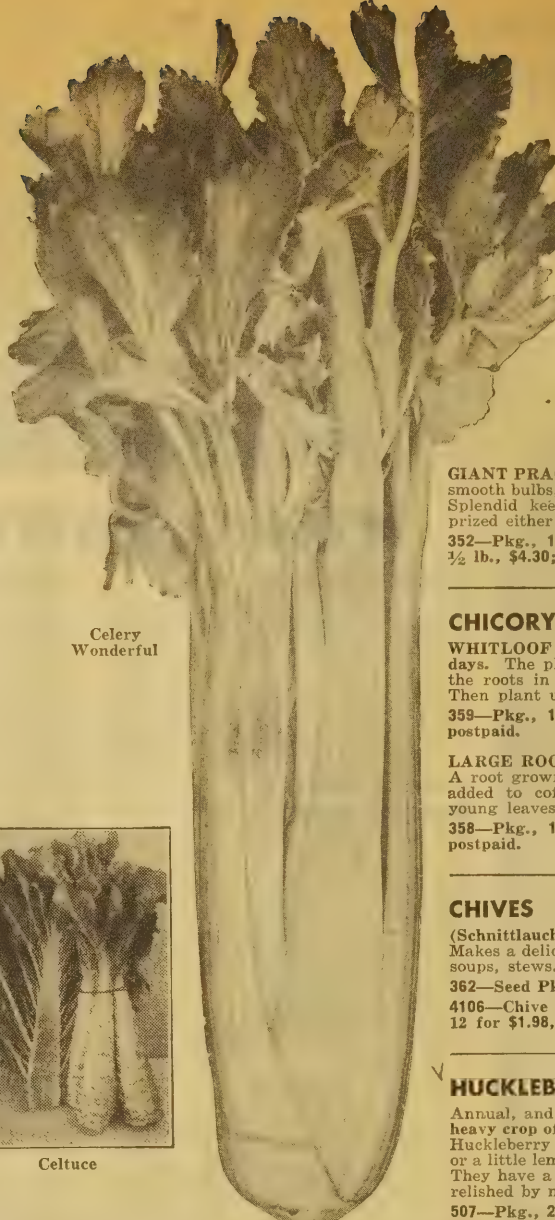 Celery
Wonderful
Celtuce
GIANT PRA
smooth bulbs
Splendid kee
prized either
352—Pkg., 1
½ lb., $4.30;
CHICORY
WHITLOOF
days. The p
the roots in
Then plant u
359—Pkg., 1
postpaid.
LARGE ROO
A root grow
added to co
young leaves
358—Pkg., 1
postpaid.
CHIVES
(Schnittlauch
Makes a delic
soups, stews.
362—Seed Pk
4106—Chive
12 for $1.98,
HUCKLEB
Annual, and
heavy crop of
Huckleberry
or a little lem
They have a
relished by m
507—Pkg., 2